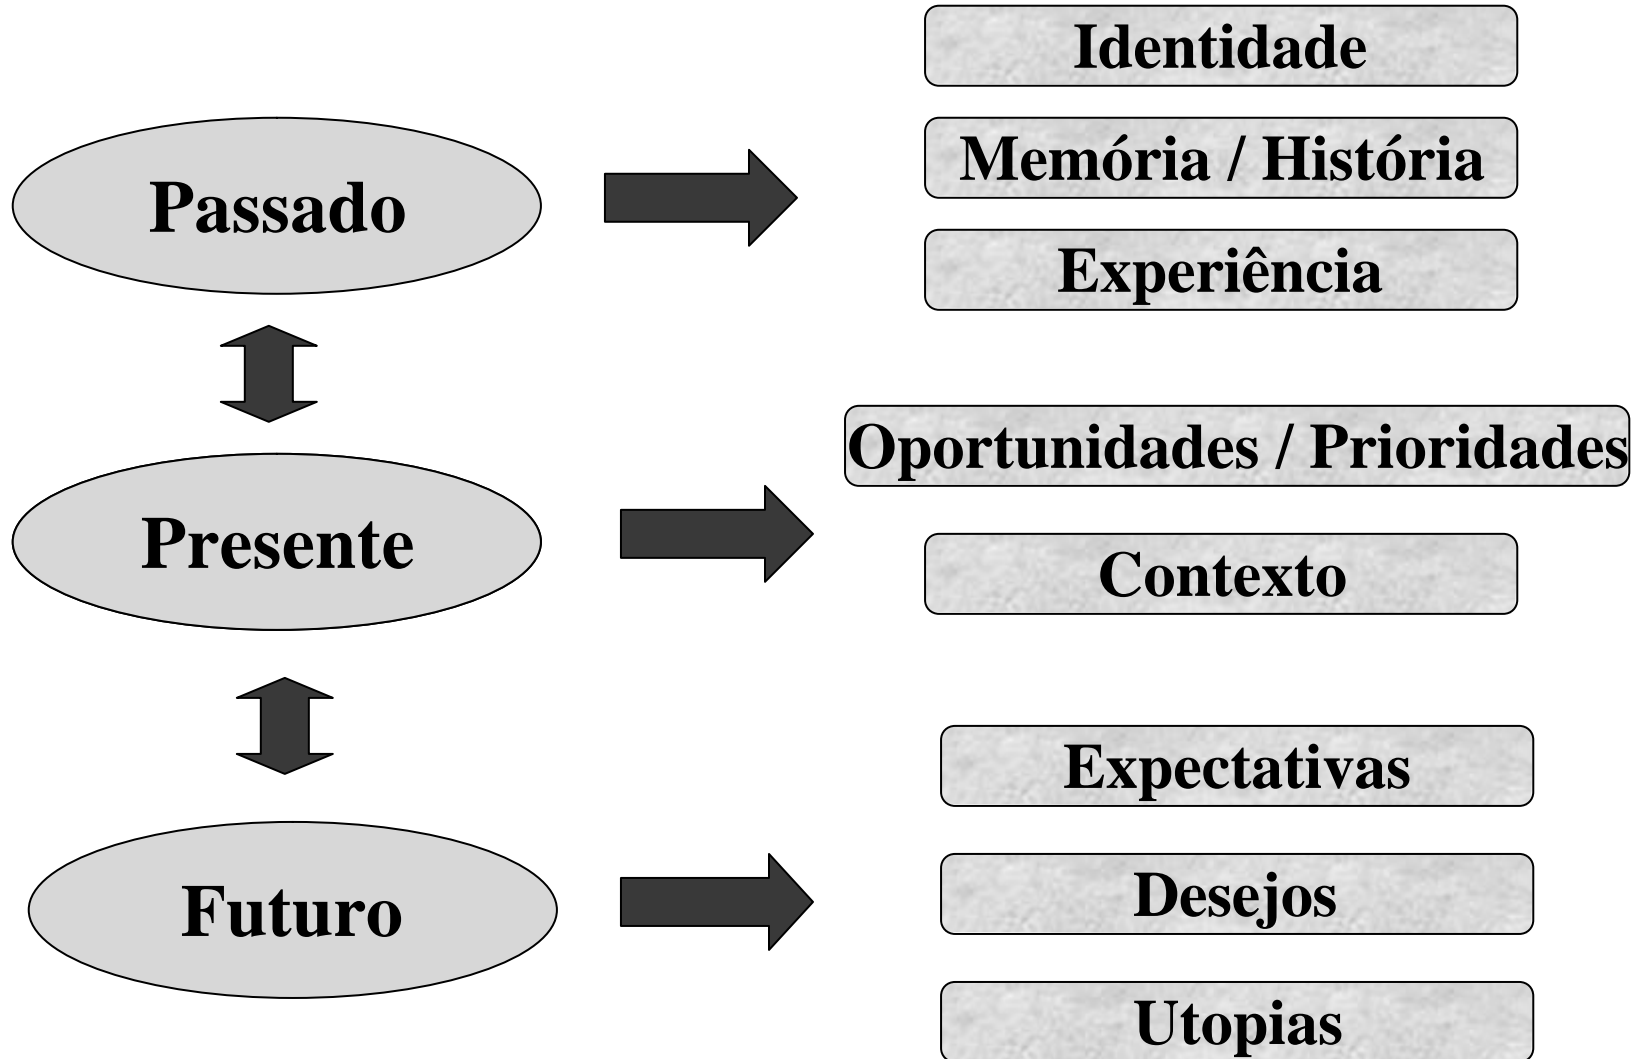 Passado
Identidade
Memória / História
Experiência
Presente
Oportunidades / Prioridades
Contexto
Futuro
Expectativas
Desejos
Utopias